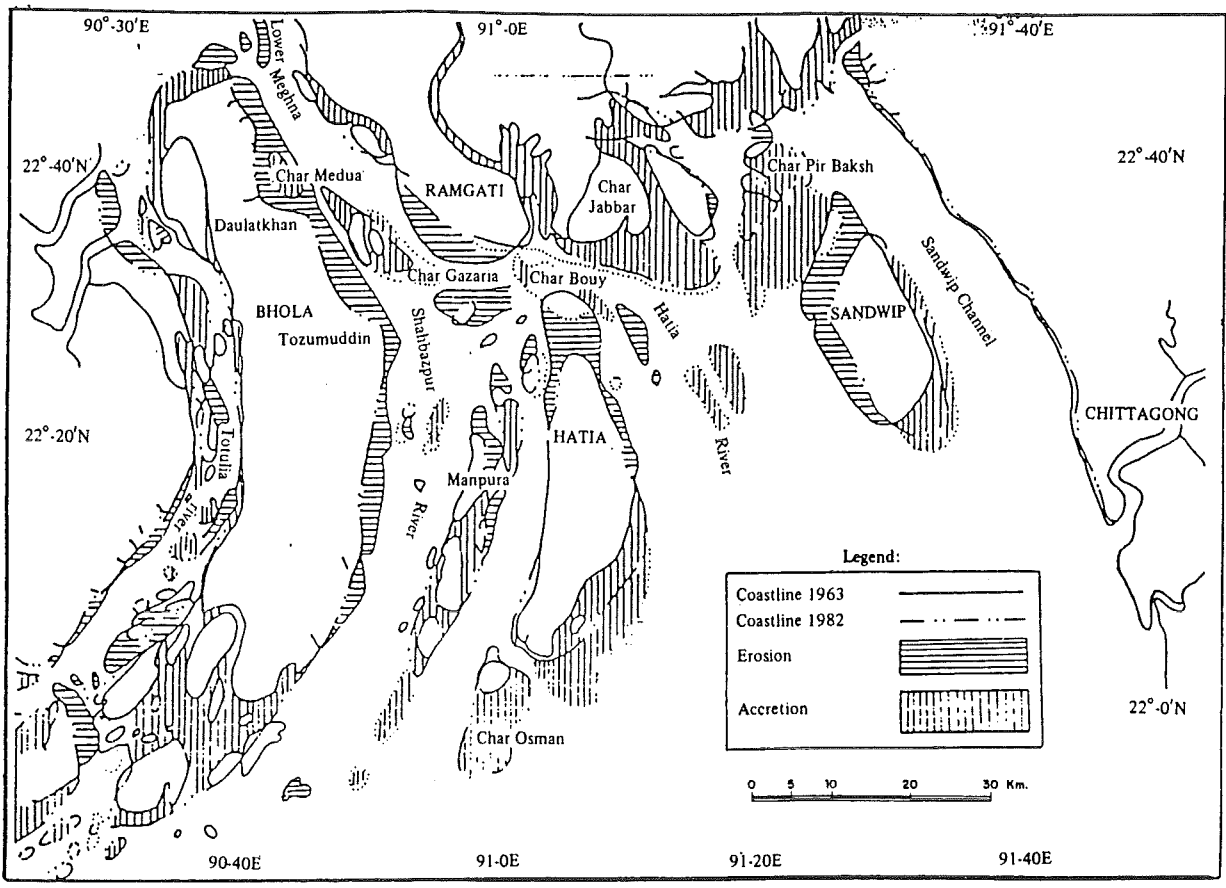 90°-30′E
91°-0′E
91°-40′E
Lower Meghna
22°-40′N
22°-40′N
Char Medua
RAMGATI
Char
Jabbar
Char Pir Baksh
Daulatkhan
Char Gazaria
Char Bouy
Sandwip Channel
BHOLA
Tozumuddin
Shahbazpur
Hatia
SANDWIP
22°-20′N
Totulia
HATIA
CHITTAGONG
River
Manpura
River
river
Legend:
Coastline 1963
Coastline 1982
Erosion
Accretion
22°-0′N
Char Osman
0 5 10 20 30 Km.
90-40E
91-0E
91-20E
91-40E